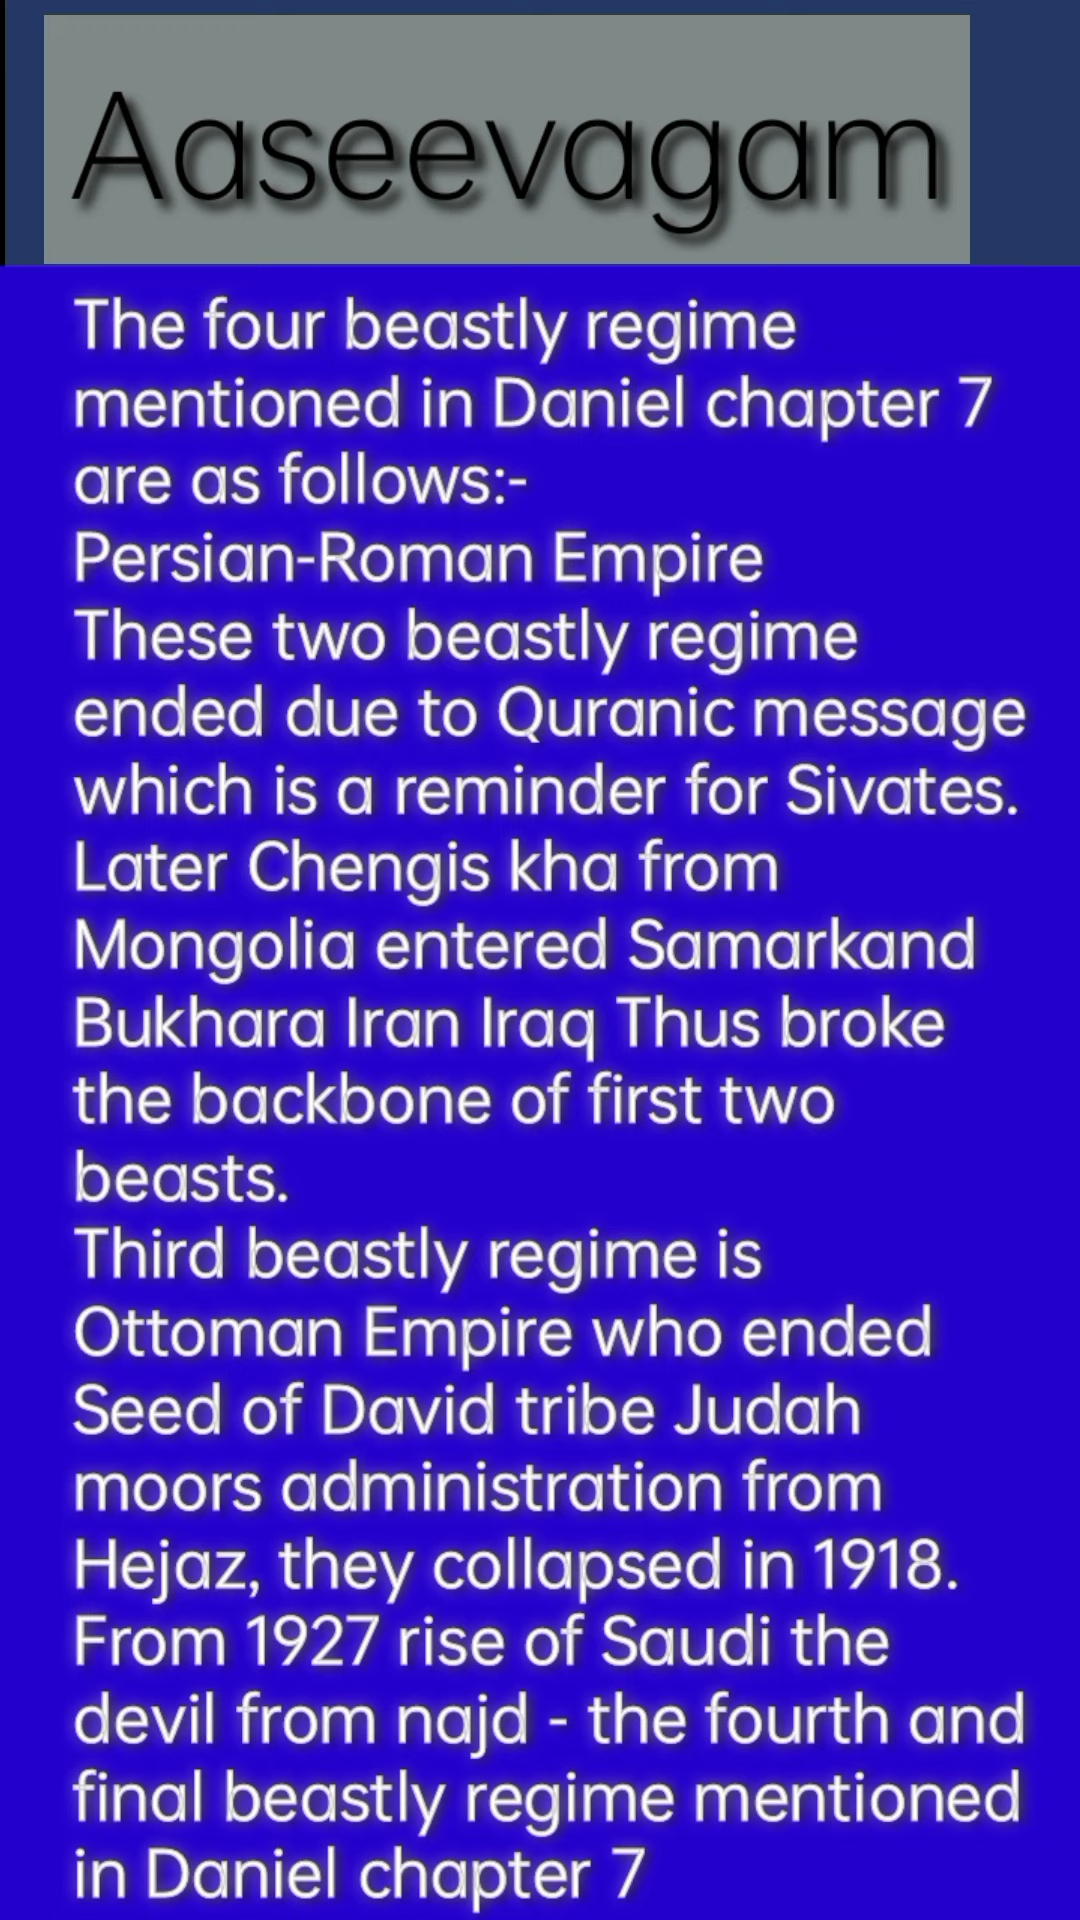 Aaseevagam
The four beastly regime
mentioned in Daniel chapter 7
are as follows:-
Persian-Roman Empire
These two beastly regime
ended due to Quranic message
which is a reminder for Sivates.
Later Chengis kha from
Mongolia entered Samarkand
Bukhara Iran Iraq Thus broke
the backbone of first two
beasts.
Third beastly regime is
Ottoman Empire who ended
Seed of David tribe Judah
moors administration from
Hejaz, they collapsed in 1918.
From 1927 rise of Saudi the
devil from najd - the fourth and
final beastly regime mentioned
in Daniel chapter 7